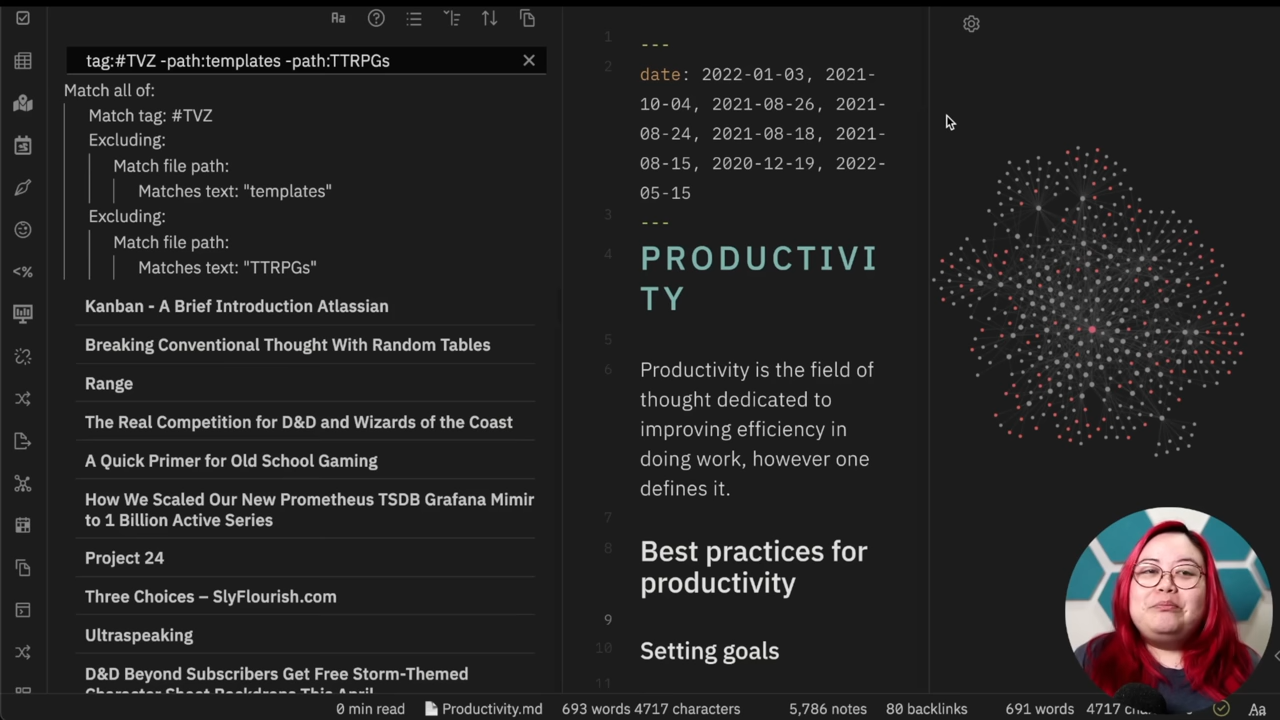 Aa
tag:#TVZ -path:templates -path:TTRPGs
Match all of:
Match tag: #TVZ
Excluding:
Match file path:
Matches text: "templates"
Excluding:
Match file path:
Matches text: "TTRPGs"
Kanban - A Brief Introduction Atlassian
Breaking Conventional Thought With Random Tables
Range
The Real Competition for D&D and Wizards of the Coast
A Quick Primer for Old School Gaming
How We Scaled Our New Prometheus TSDB Grafana Mimir
to 1 Billion Active Series
Project 24
Three Choices – SlyFlourish.com
Ultraspeaking
D&D Beyond Subscribers Get Free Storm-Themed
Character Sheet Backdrops This April
<%
1
---
2
date: 2022-01-03, 2021-
10-04, 2021-08-26, 2021-
08-24, 2021-08-18, 2021-
08-15, 2020-12-19, 2022-
05-15
3
---
4
PRODUCTIVI
TY
5
6
Productivity is the field of
thought dedicated to
improving efficiency in
doing work, however one
defines it.
7
8
Best practices for
productivity
9
10
Setting goals
11
0 min read
Productivity.md
693 words 4717 characters
5,786 notes
80 backlinks
691 words
4717
Aa